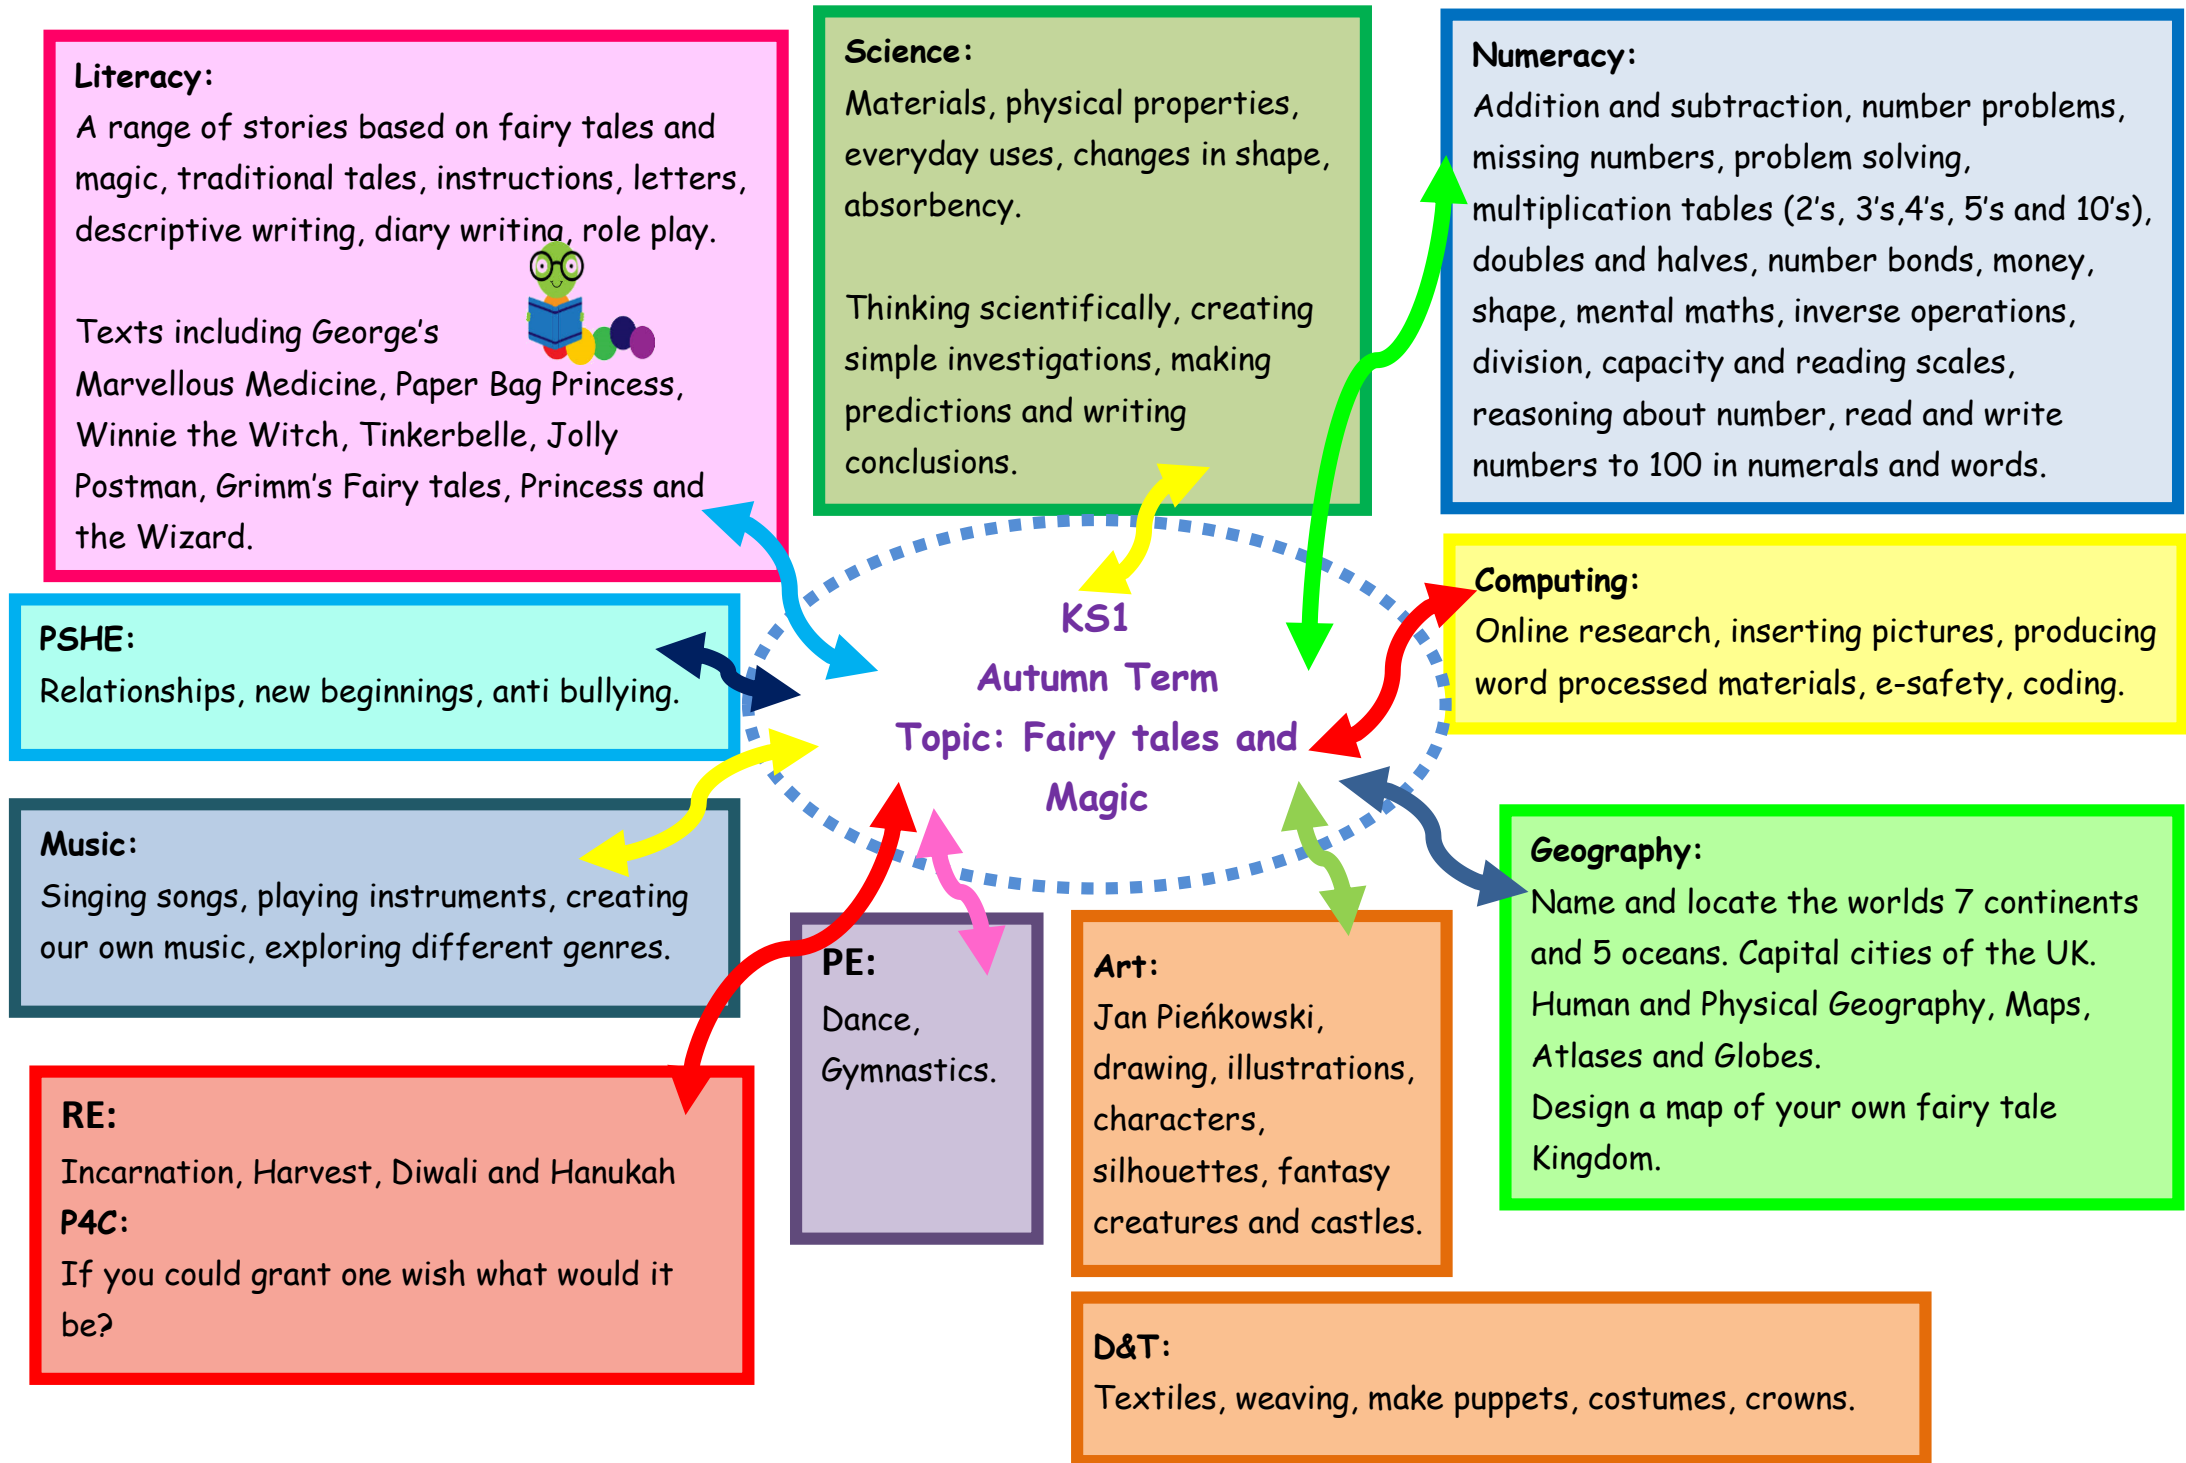 Literacy:
A range of stories based on fairy tales and
magic, traditional tales, instructions, letters,
descriptive writing, diary writing, role play.
Texts including George’s
Marvellous Medicine, Paper Bag Princess,
Winnie the Witch, Tinkerbelle, Jolly
Postman, Grimm’s Fairy tales, Princess and
the Wizard.
Science:
Materials, physical properties,
everyday uses, changes in shape,
absorbency.
Thinking scientifically, creating
simple investigations, making
predictions and writing
conclusions.
Numeracy:
Addition and subtraction, number problems,
missing numbers, problem solving,
multiplication tables (2’s, 3’s,4’s, 5’s and 10’s),
doubles and halves, number bonds, money,
shape, mental maths, inverse operations,
division, capacity and reading scales,
reasoning about number, read and write
numbers to 100 in numerals and words.
PSHE:
Relationships, new beginnings, anti bullying.
KS1
Autumn Term
Topic: Fairy tales and
Magic
Computing:
Online research, inserting pictures, producing
word processed materials, e-safety, coding.
Music:
Singing songs, playing instruments, creating
our own music, exploring different genres.
Geography:
Name and locate the worlds 7 continents
and 5 oceans. Capital cities of the UK.
Human and Physical Geography, Maps,
Atlases and Globes.
Design a map of your own fairy tale
Kingdom.
RE:
Incarnation, Harvest, Diwali and Hanukah
P4C:
If you could grant one wish what would it
be?
PE:
Dance,
Gymnastics.
Art:
Jan Pieńkowski,
drawing, illustrations,
characters,
silhouettes, fantasy
creatures and castles.
D&T:
Textiles, weaving, make puppets, costumes, crowns.